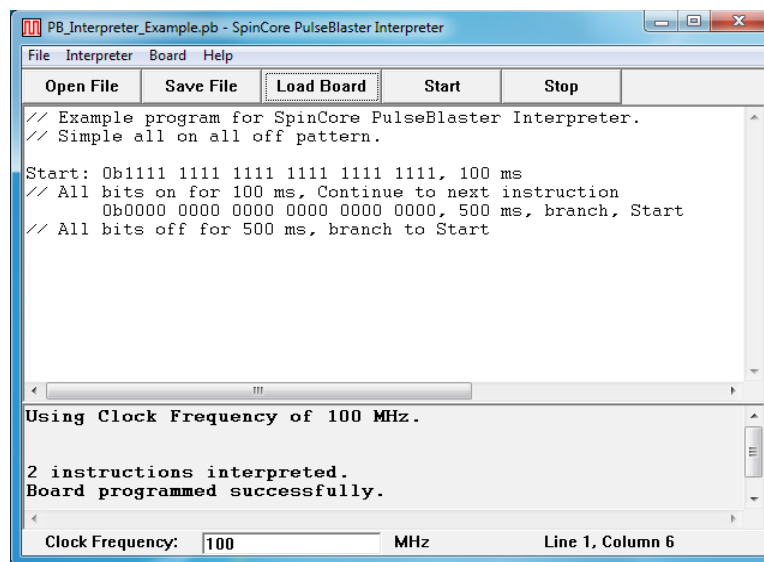 PB_Interpreter_Example.pb - SpinCore PulseBlaster Interpreter
File Interpreter Board Help
Open File Save File Load Board Start Stop
// Example program for SpinCore PulseBlaster Interpreter.
// Simple all on all off pattern.
Start: 0b1111 1111 1111 1111 1111 1111, 100 ms
// All bits on for 100 ms, Continue to next instruction
0b0000 0000 0000 0000 0000 0000, 500 ms, branch, Start
// All bits off for 500 ms, branch to Start
Using Clock Frequency of 100 MHz.
2 instructions interpreted.
Board programmed successfully.
Clock Frequency: 100 MHz Line 1, Column 6